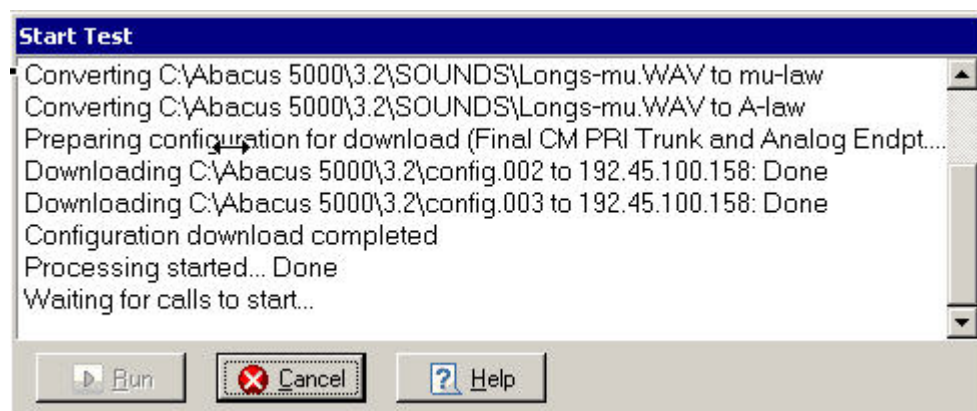 Start Test
Converting C:\Abacus 5000\3.2\SOUNDS\Longs-mu.WAV to mu-law
Converting C:\Abacus 5000\3.2\SOUNDS\Longs-mu.WAV to A-law
Preparing configuration for download (Final CM PRI Trunk and Analog Endpt....
Downloading C:\Abacus 5000\3.2\config.002 to 192.45.100.158: Done
Downloading C:\Abacus 5000\3.2\config.003 to 192.45.100.158: Done
Configuration download completed
Processing started... Done
Waiting for calls to start...
Run Cancel Help